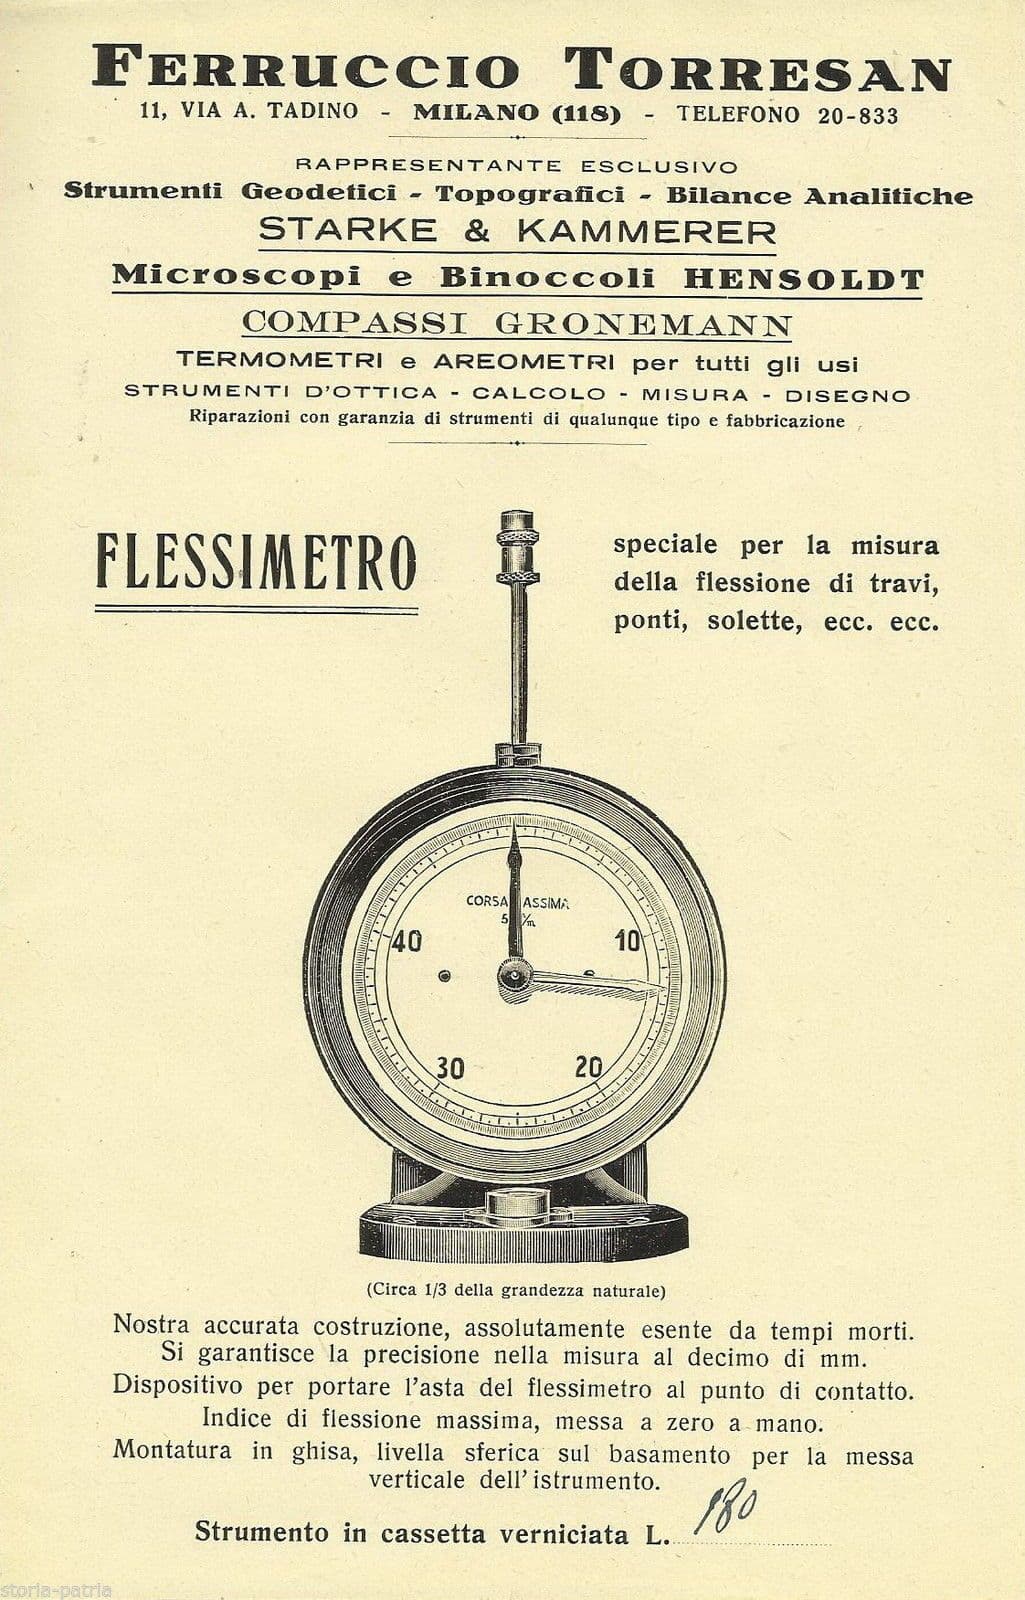 FERRUCCIO TORRESAN
11, VIA A. TADINO - MILANO (118) - TELEFONO 20-833
RAPPRESENTANTE ESCLUSIVO
Strumenti Geodetici - Topografici - Bilance Analitiche
STARKE & KAMMERER
Microscopi e Binoccoli HENSOLDT
COMPASSI GRONEMANN
TERMOMETRI e AREOMETRI per tutti gli usi
STRUMENTI D'OTTICA - CALCOLO - MISURA - DISEGNO
Riparazioni con garanzia di strumenti di qualunque tipo e fabbricazione
FLESSIMETRO
speciale per la misura
della flessione di travi,
ponti, solette, ecc. ecc.
CORSA ASSIMA
40
10
30
20
(Circa 1/3 della grandezza naturale)
Nostra accurata costruzione, assolutamente esente da tempi morti.
Si garantisce la precisione nella misura al decimo di mm.
Dispositivo per portare l'asta del flessimetro al punto di contatto.
Indice di flessione massima, messa a zero a mano.
Montatura in ghisa, livella sferica sul basamento per la messa
verticale dell'istrumento.
Strumento in cassetta verniciata L. 180
storia-patria